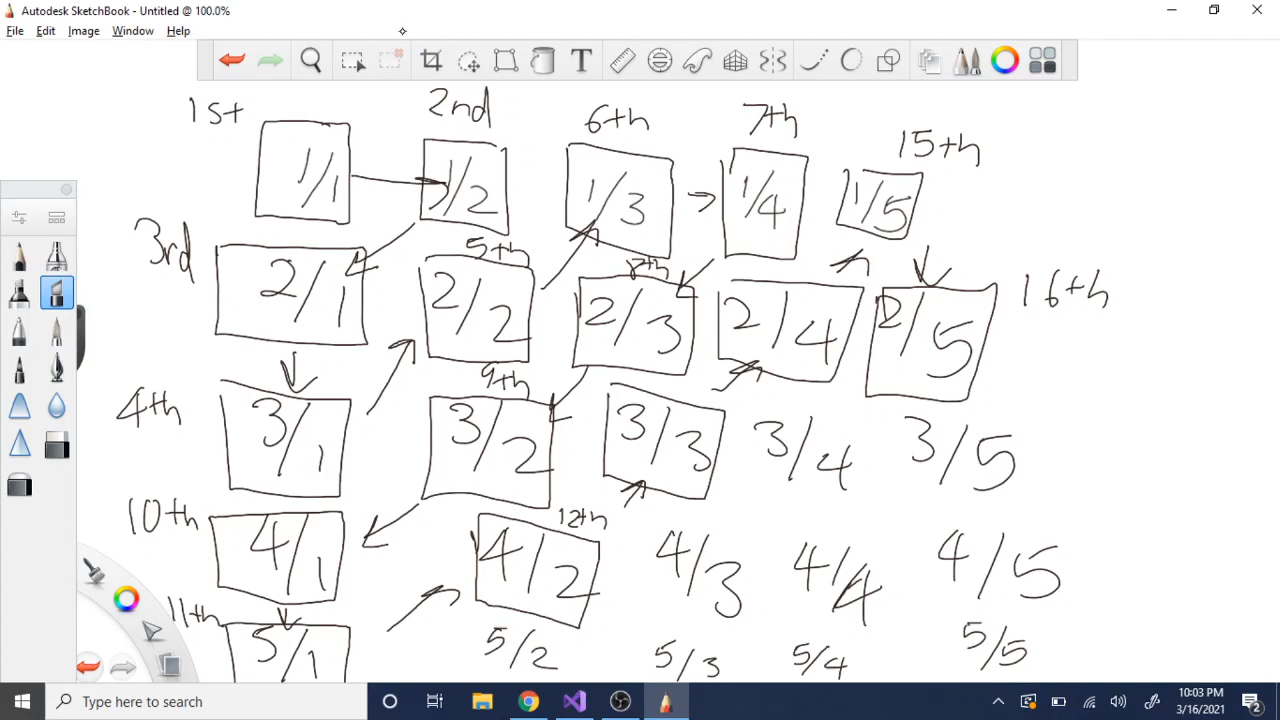 Autodesk SketchBook - Untitled @ 100.0%
File Edit Image Window Help
1st 2nd 6th 7th 15th
1/1 1/2 1/3 1/4 1/5
3rd 5th 8th 16th
2/1 2/2 2/3 2/4 2/5
4th 9th
3/1 3/2 3/3 3/4 3/5
10th 12th
4/1 4/2 4/3 4/4 4/5
11th
5/1 5/2 5/3 5/4 5/5
Type here to search
10:03 PM
3/16/2021
2